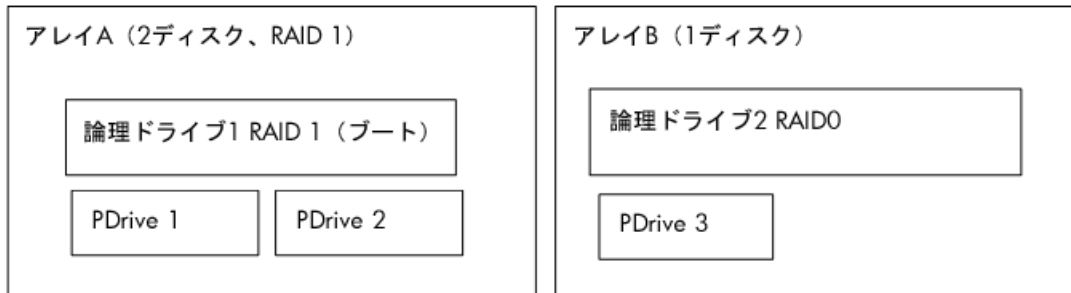 アレイA（2ディスク、RAID 1）
論理ドライブ1 RAID 1（ブート）
PDrive 1
PDrive 2
アレイB（1ディスク）
論理ドライブ2 RAID0
PDrive 3